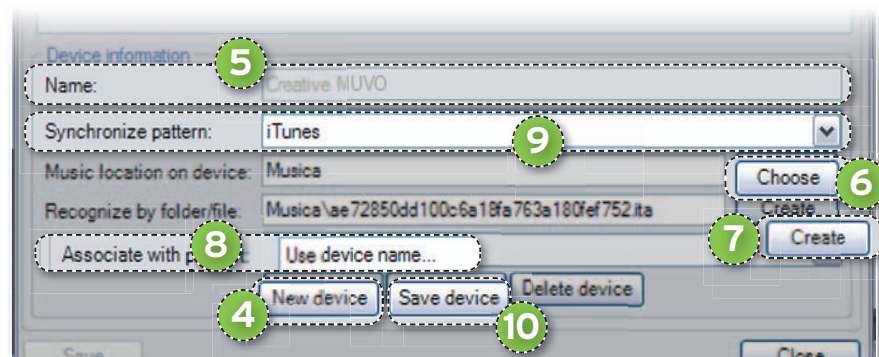 Device information
5
Name: Creative MUVO
Synchronize pattern: iTunes
9
Music location on device: Musica
Choose
6
Recognize by folder/file: Musica\ae72850dd100c6a18fa763a180fef752.ita
Create
7
Create
8
Associate with Use device name...
4
New device
Save device
Delete device
10
Save
Close